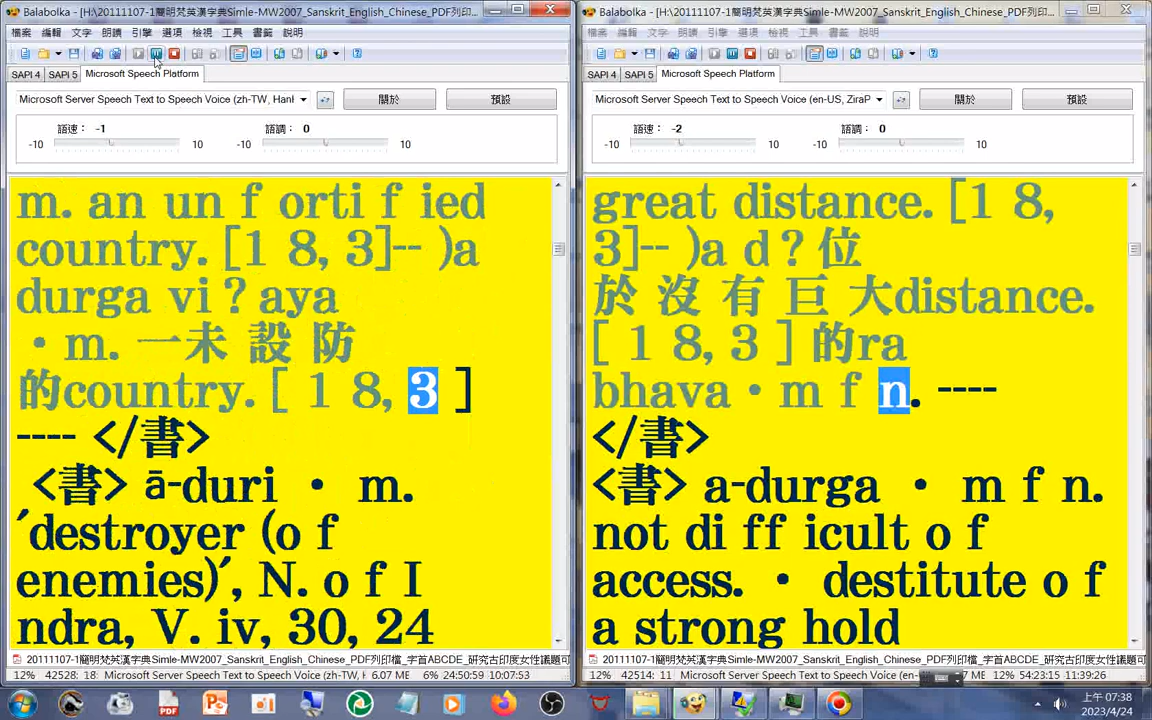 Balabolka - [H:\20111107-1簡明梵英漢字典Simle-MW2007_Sanskrit_English_Chinese_PDF列印...
檔案 編輯 文字 朗讀 引擎 選項 檢視 工具 書籤 說明
SAPI 4 SAPI 5 Microsoft Speech Platform
Microsoft Server Speech Text to Speech Voice (zh-TW, Hanl
關於 預設
語速： -1 語調： 0
-10 10 -10 10
m. an un f orti f ied
country. [1 8, 3]-- )a
durga vi ? aya
• m. 一未 設 防
的country. [ 1 8, 3 ]
---- </書>
<書> ā-duri • m.
′destroyer (o f
enemies)′, N. o f I
ndra, V. iv, 30, 24
20111107-1簡明梵英漢字典Simle-MW2007_Sanskrit_English_Chinese_PDF列印檔_字首ABCDE_研究古印度女性議題可
12% 42528: 18 Microsoft Server Speech Text to Speech Voice (zh-TW, H 6.07 ME 6% 24:50:59 10:07:53
Balabolka - [H:\20111107-1簡明梵英漢字典Simle-MW2007_Sanskrit_English_Chinese_PDF列印...
檔案 編輯 文字 朗讀 引擎 選項 檢視 工具 書籤 說明
SAPI 4 SAPI 5 Microsoft Speech Platform
Microsoft Server Speech Text to Speech Voice (en-US, ZiraP
關於 預設
語速： -2 語調： 0
-10 10 -10 10
great distance. [1 8,
3]-- )a d ? 位
於 沒 有 巨 大distance.
[ 1 8, 3 ] 的ra
bhava • m f n. ----
</書>
<書> a-durga • m f n.
not di ff icult o f
access. • destitute o f
a strong hold
20111107-1簡明梵英漢字典Simle-MW2007_Sanskrit_English_Chinese_PDF列印檔_字首ABCDE_研究古印度女性議題可
12% 42514: 11 Microsoft Server Speech Text to Speech Voice (en-U 6.07 ME 12% 54:23:15 11:39:26
上午 07:38
2023/4/24